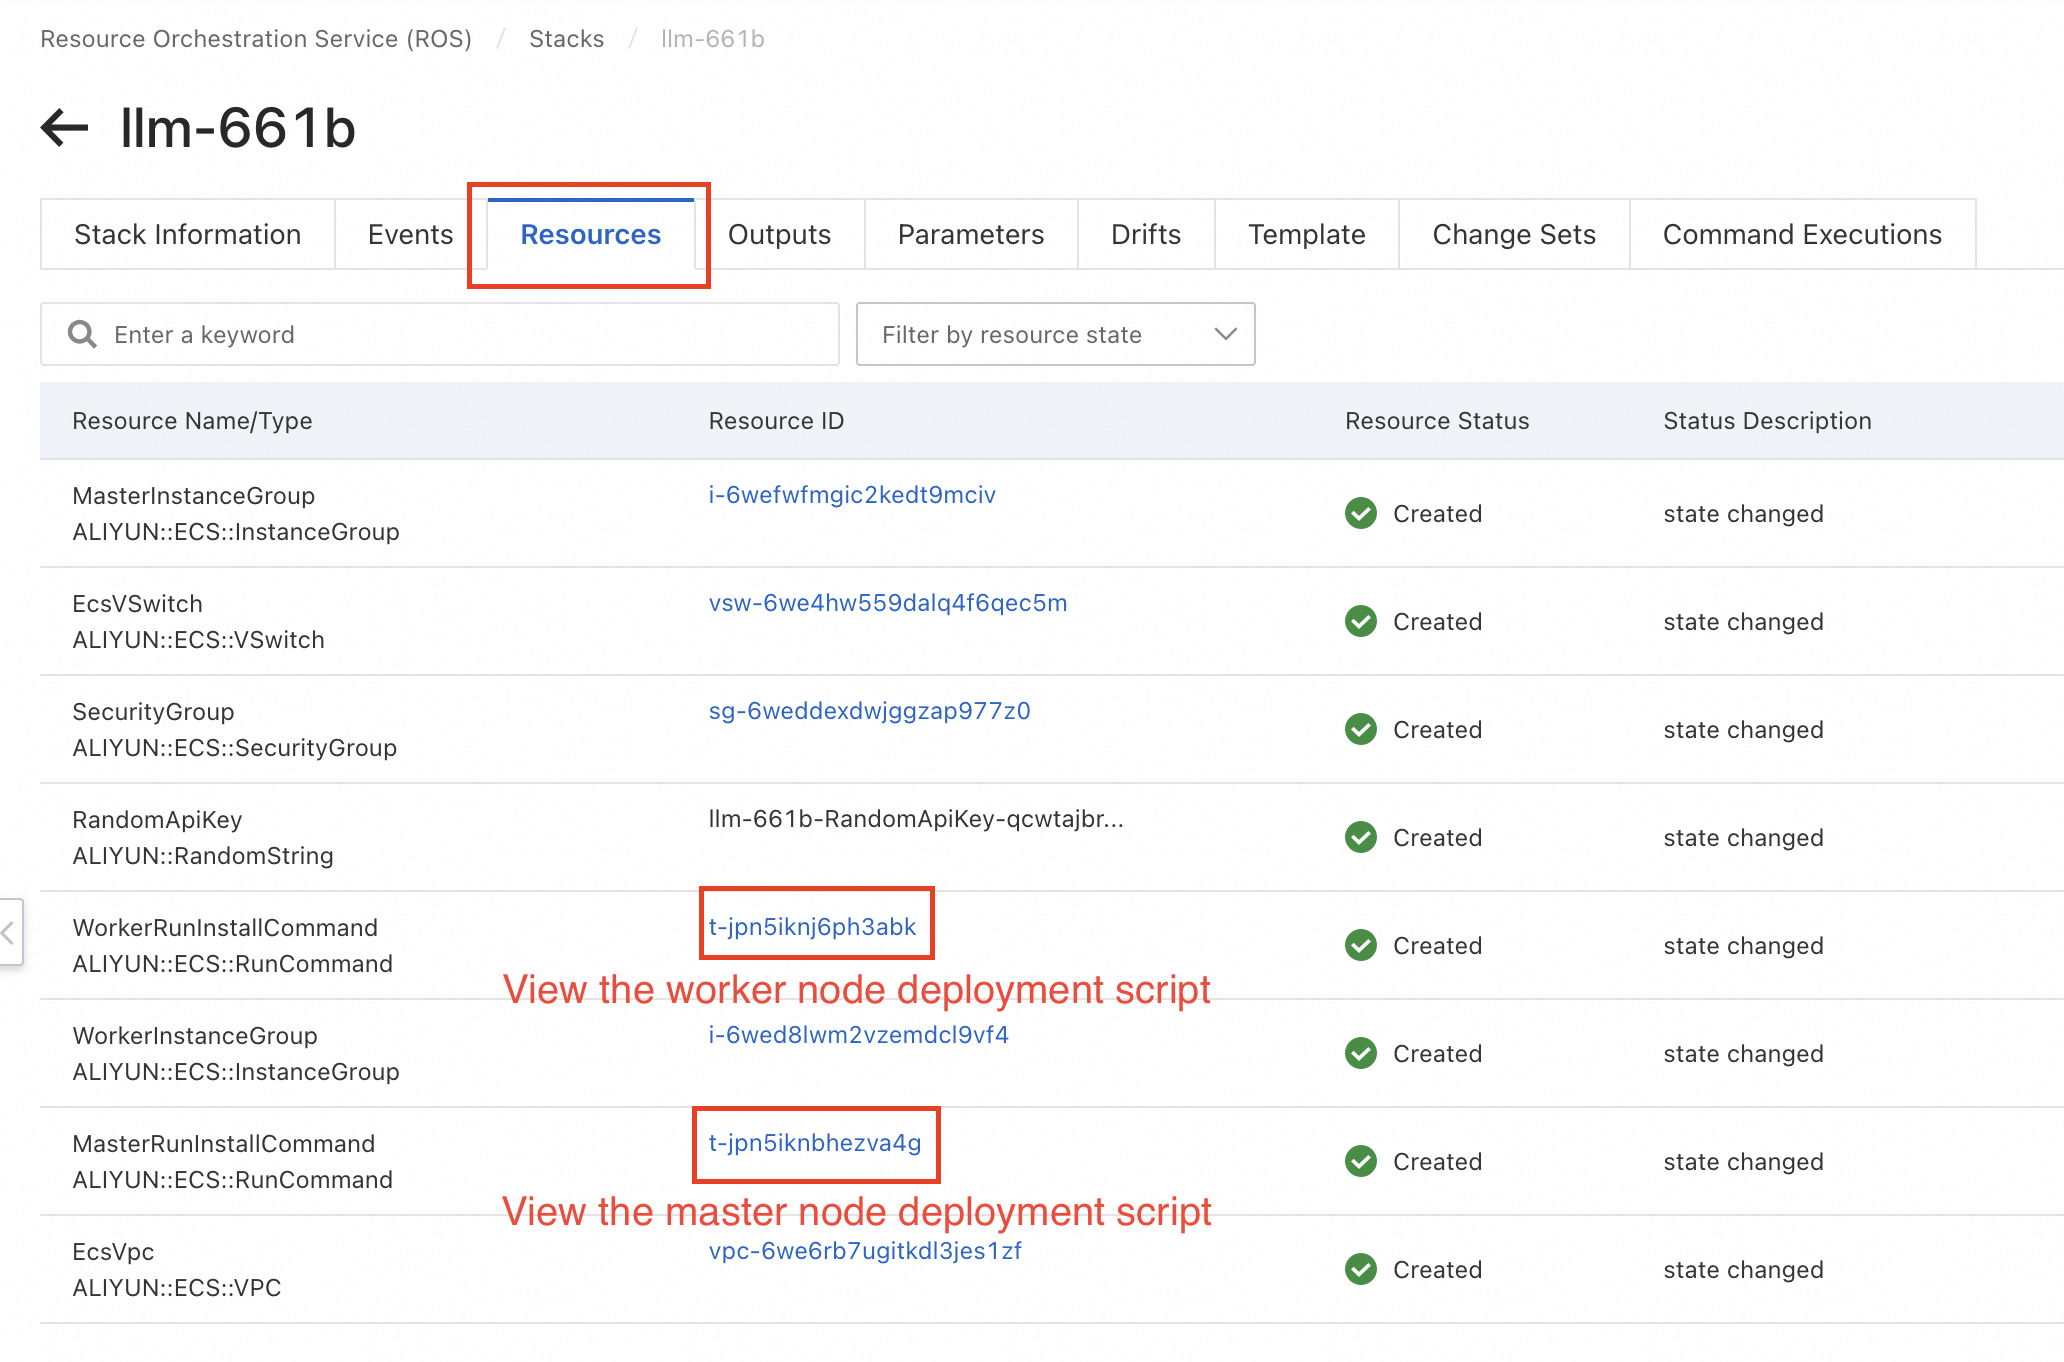 Resource Orchestration Service (ROS) / Stacks / llm-661b
llm-661b
Stack Information Events Resources Outputs Parameters Drifts Template Change Sets Command Executions
Enter a keyword Filter by resource state
Resource Name/Type Resource ID Resource Status Status Description
MasterInstanceGroup i-6wefwfmgic2kedt9mciv
ALIYUN::ECS::InstanceGroup Created state changed
EcsVSwitch vsw-6we4hw559dalq4f6qec5m
ALIYUN::ECS::VSwitch Created state changed
SecurityGroup sg-6weddexdwjggzap977z0
ALIYUN::ECS::SecurityGroup Created state changed
RandomApiKey llm-661b-RandomApiKey-qcwtajbr...
ALIYUN::RandomString Created state changed
WorkerRunInstallCommand t-jpn5iknj6ph3abk
ALIYUN::ECS::RunCommand Created state changed
View the worker node deployment script
WorkerInstanceGroup i-6wed8lwm2vzemdcl9vf4
ALIYUN::ECS::InstanceGroup Created state changed
MasterRunInstallCommand t-jpn5iknbhezva4g
ALIYUN::ECS::RunCommand Created state changed
View the master node deployment script
EcsVpc vpc-6we6rb7ugitkdl3jes1zf
ALIYUN::ECS::VPC Created state changed